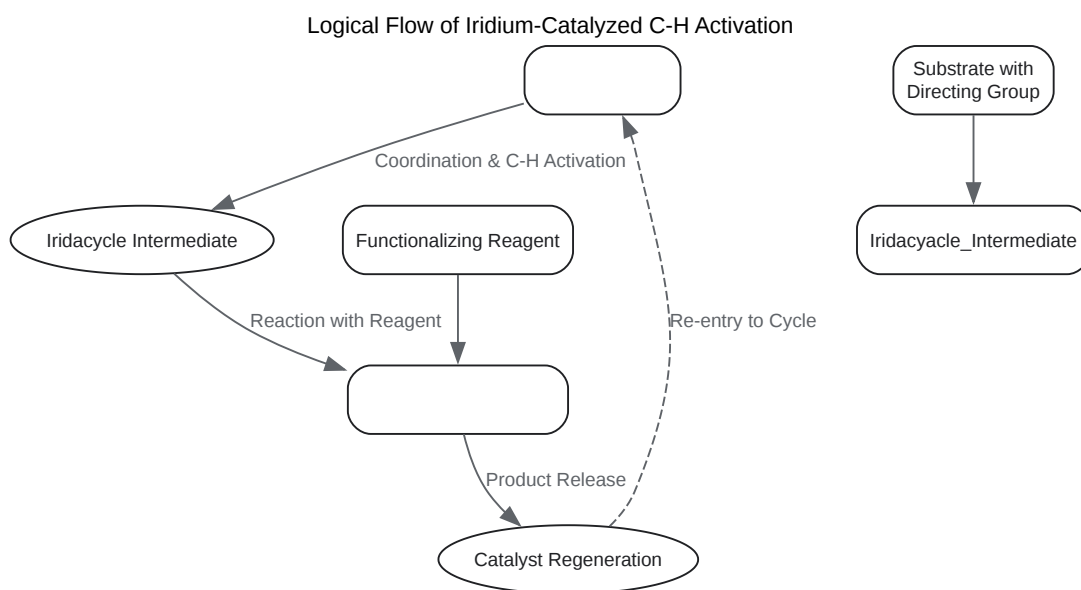 Logical Flow of Iridium-Catalyzed C-H Activation
Substrate with
Directing Group
Coordination & C-H Activation
Iridacycle Intermediate
Functionalizing Reagent
Iridacyacle_Intermediate
Reaction with Reagent
Re-entry to Cycle
Product Release
Catalyst Regeneration